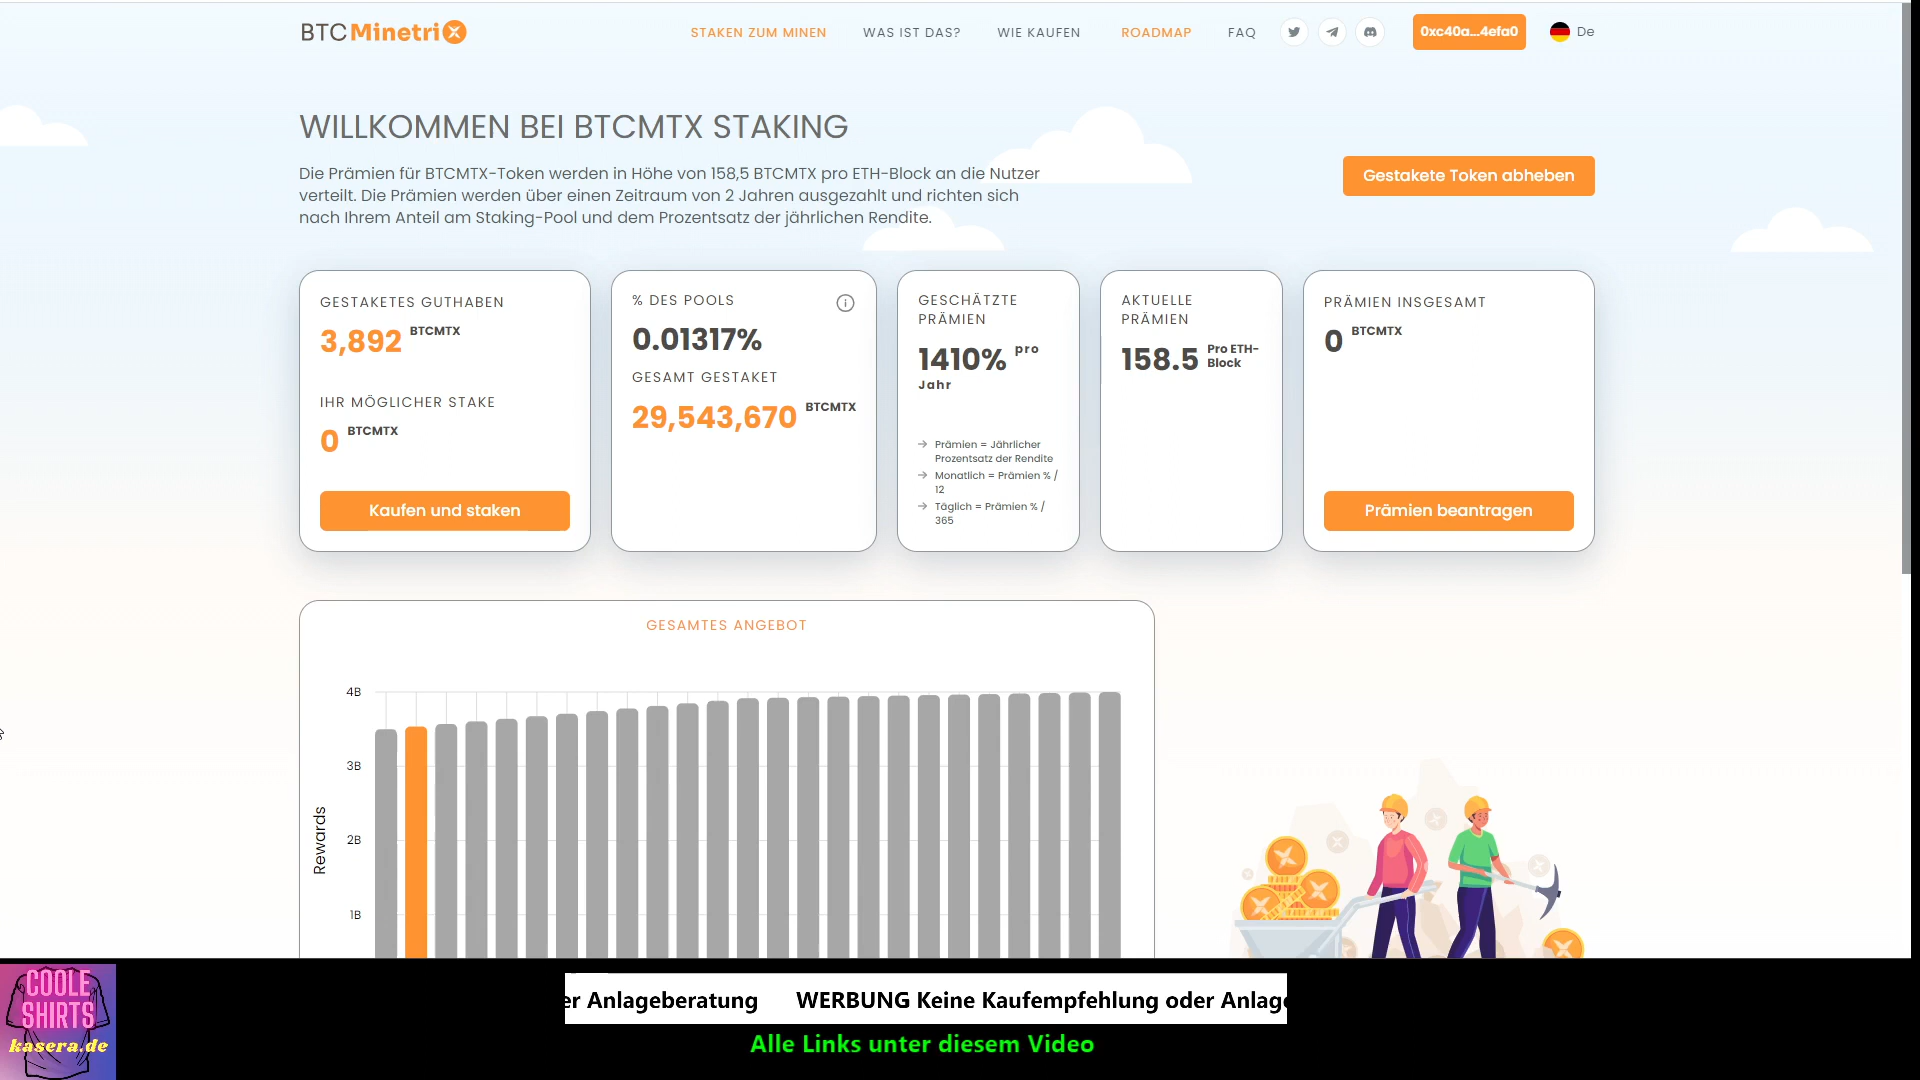 BTC Minetrix
STAKEN ZUM MINEN
WAS IST DAS?
WIE KAUFEN
ROADMAP
FAQ
0xc40a...4efa0
De
WILLKOMMEN BEI BTCMTX STAKING
Die Prämien für BTCMTX-Token werden in Höhe von 158,5 BTCMTX pro ETH-Block an die Nutzer
verteilt. Die Prämien werden über einen Zeitraum von 2 Jahren ausgezahlt und richten sich
nach Ihrem Anteil am Staking-Pool und dem Prozentsatz der jährlichen Rendite.
Gestakete Token abheben
GESTAKETES GUTHABEN
3,892 BTCMTX
IHR MÖGLICHER STAKE
0 BTCMTX
Kaufen und staken
% DES POOLS
0.01317%
GESAMT GESTAKET
29,543,670 BTCMTX
GESCHÄTZTE
PRÄMIEN
1410% pro
Jahr
Prämien = Jährlicher
Prozentsatz der Rendite
Monatlich = Prämien % /
12
Täglich = Prämien % /
365
AKTUELLE
PRÄMIEN
158.5 Pro ETH-
Block
PRÄMIEN INSGESAMT
0 BTCMTX
Prämien beantragen
GESAMTES ANGEBOT
4B
3B
2B
1B
Rewards
er Anlageberatung WERBUNG Keine Kaufempfehlung oder Anlage
Alle Links unter diesem Video
COOLE
SHIRTS
kasera.de